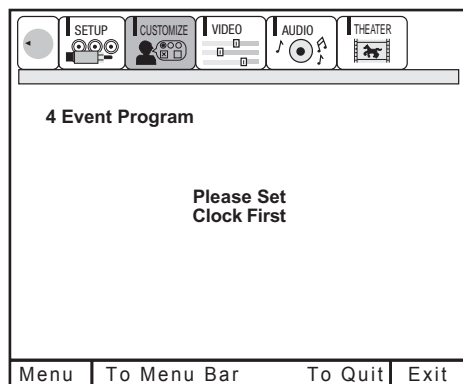 SETUP CUSTOMIZE VIDEO AUDIO THEATER
4 Event Program
Please Set
Clock First
Menu To Menu Bar To Quit Exit